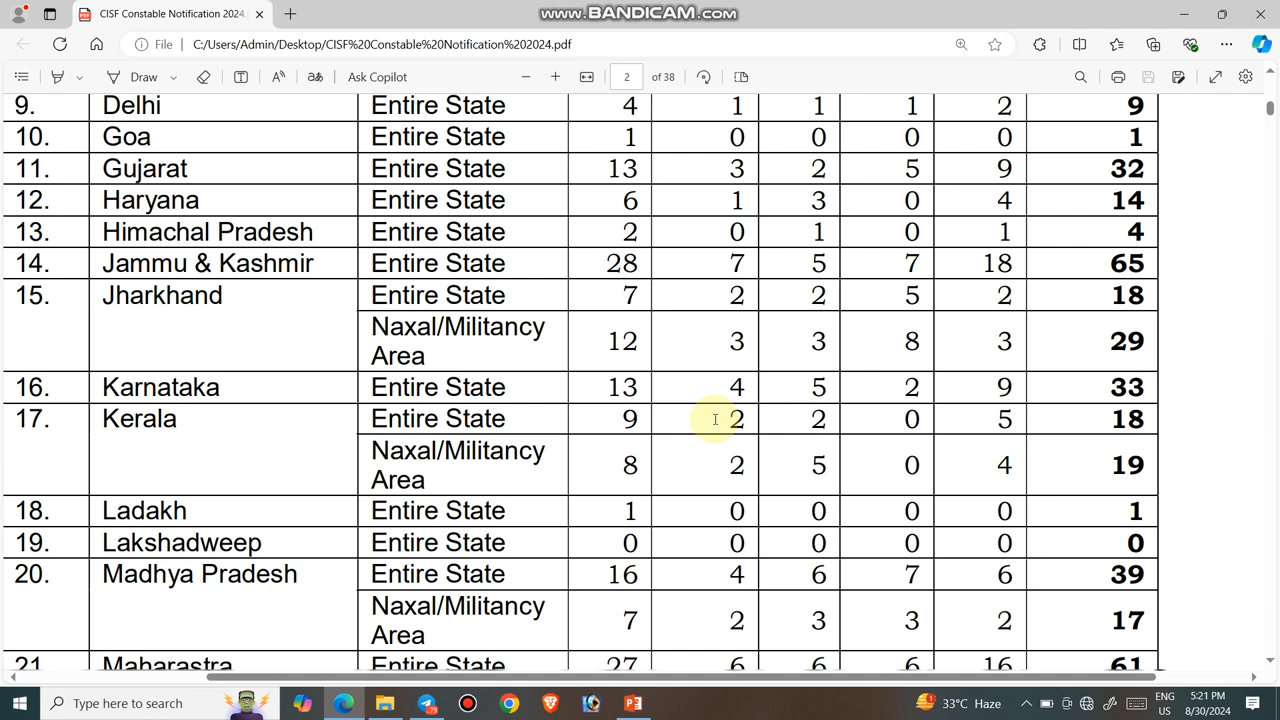 CISF Constable Notification 2024.
WWW.BANDICAM.COM
File
C:/Users/Admin/Desktop/CISF%20Constable%20Notification%202024.pdf
Draw
Ask Copilot
2 of 38
9. Delhi Entire State 4 1 1 1 2 9
10. Goa Entire State 1 0 0 0 0 1
11. Gujarat Entire State 13 3 2 5 9 32
12. Haryana Entire State 6 1 3 0 4 14
13. Himachal Pradesh Entire State 2 0 1 0 1 4
14. Jammu & Kashmir Entire State 28 7 5 7 18 65
15. Jharkhand Entire State 7 2 2 5 2 18
Naxal/Militancy
Area 12 3 3 8 3 29
16. Karnataka Entire State 13 4 5 2 9 33
17. Kerala Entire State 9 2 2 0 5 18
Naxal/Militancy
Area 8 2 5 0 4 19
18. Ladakh Entire State 1 0 0 0 0 1
19. Lakshadweep Entire State 0 0 0 0 0 0
20. Madhya Pradesh Entire State 16 4 6 7 6 39
Naxal/Militancy
Area 7 2 3 3 2 17
21. Maharastra Entire State 27 6 6 6 16 61
Type here to search
33°C Haze
ENG
US
5:21 PM
8/30/2024